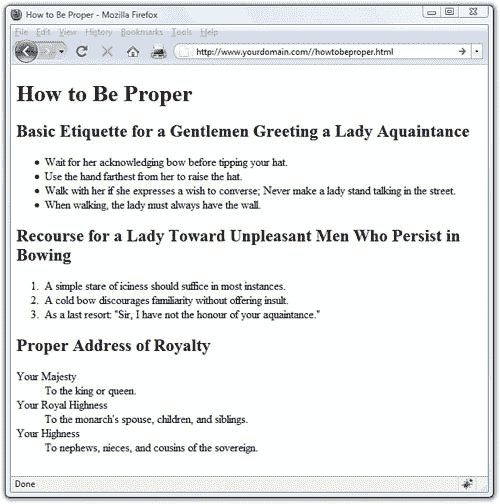 How to Be Proper - Mozilla Firefox
File Edit View History Bookmarks Tools Help
http://www.yourdomain.com//howtobeproper.html
How to Be Proper
Basic Etiquette for a Gentlemen Greeting a Lady Aquaintance
• Wait for her acknowledging bow before tipping your hat.
• Use the hand farthest from her to raise the hat.
• Walk with her if she expresses a wish to converse; Never make a lady stand talking in the street.
• When walking, the lady must always have the wall.
Recourse for a Lady Toward Unpleasant Men Who Persist in
Bowing
1. A simple stare of iciness should suffice in most instances.
2. A cold bow discourages familiarity without offering insult.
3. As a last resort: "Sir, I have not the honour of your aquaintance."
Proper Address of Royalty
Your Majesty
To the king or queen.
Your Royal Highness
To the monarch's spouse, children, and siblings.
Your Highness
To nephews, nieces, and cousins of the sovereign.
Done